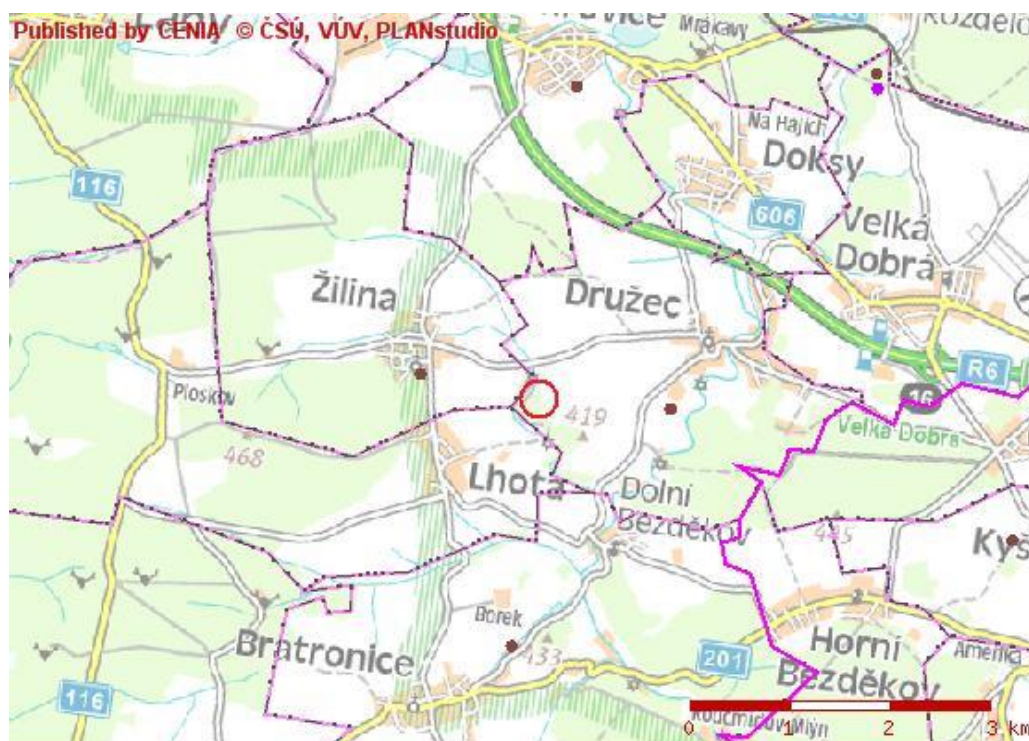 Published by CENIA © ČSÚ, VÚV, PLANstudio
Mrákavy
116
Na Hájích
Doksy
606
Velká
Dobrá
Žilina
Družec
R6
Ploskov
16
419
Velká Dobrá
468
Lhota
Dolní
Bezděkov
445
Kyš
Borek
Bratronice
433
201
Horní
Bezděkov
Amerika
116
0 1 2 3 km